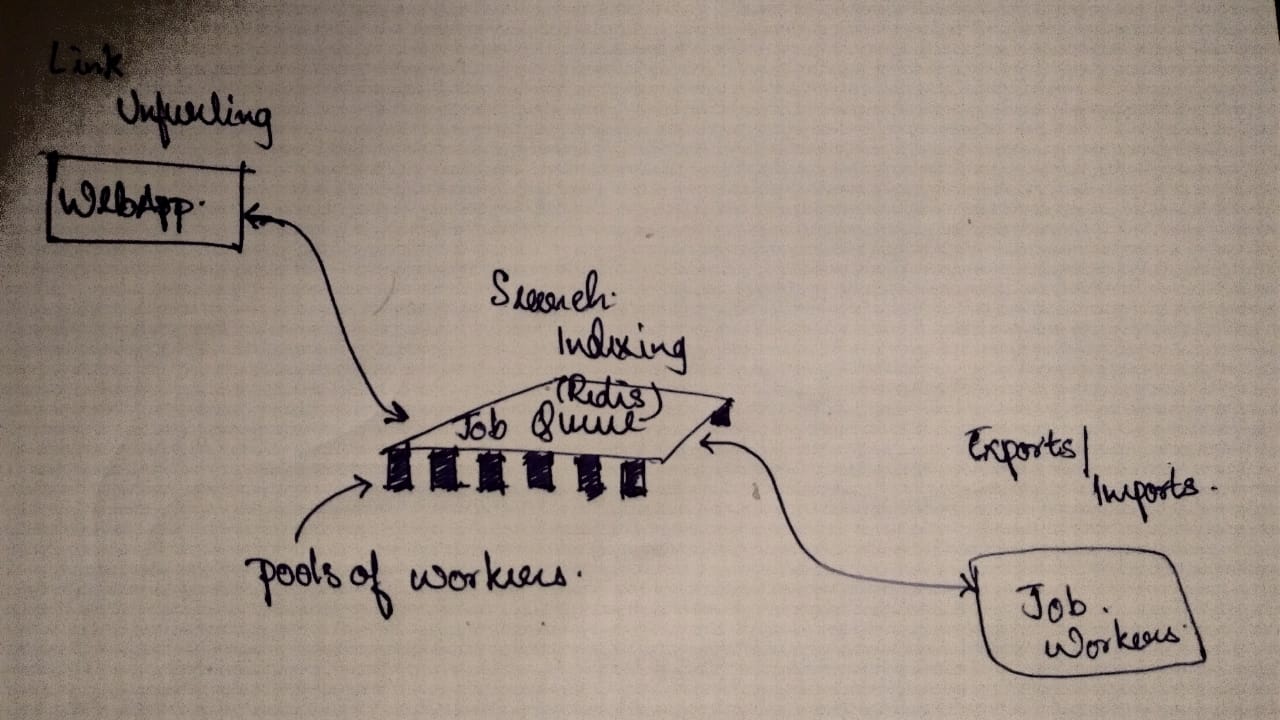 Link
Unfurling
WebApp.
Search
Indexing
(Redis)
Job Queue
pools of workers.
Exports/
Imports.
Job.
Workers.